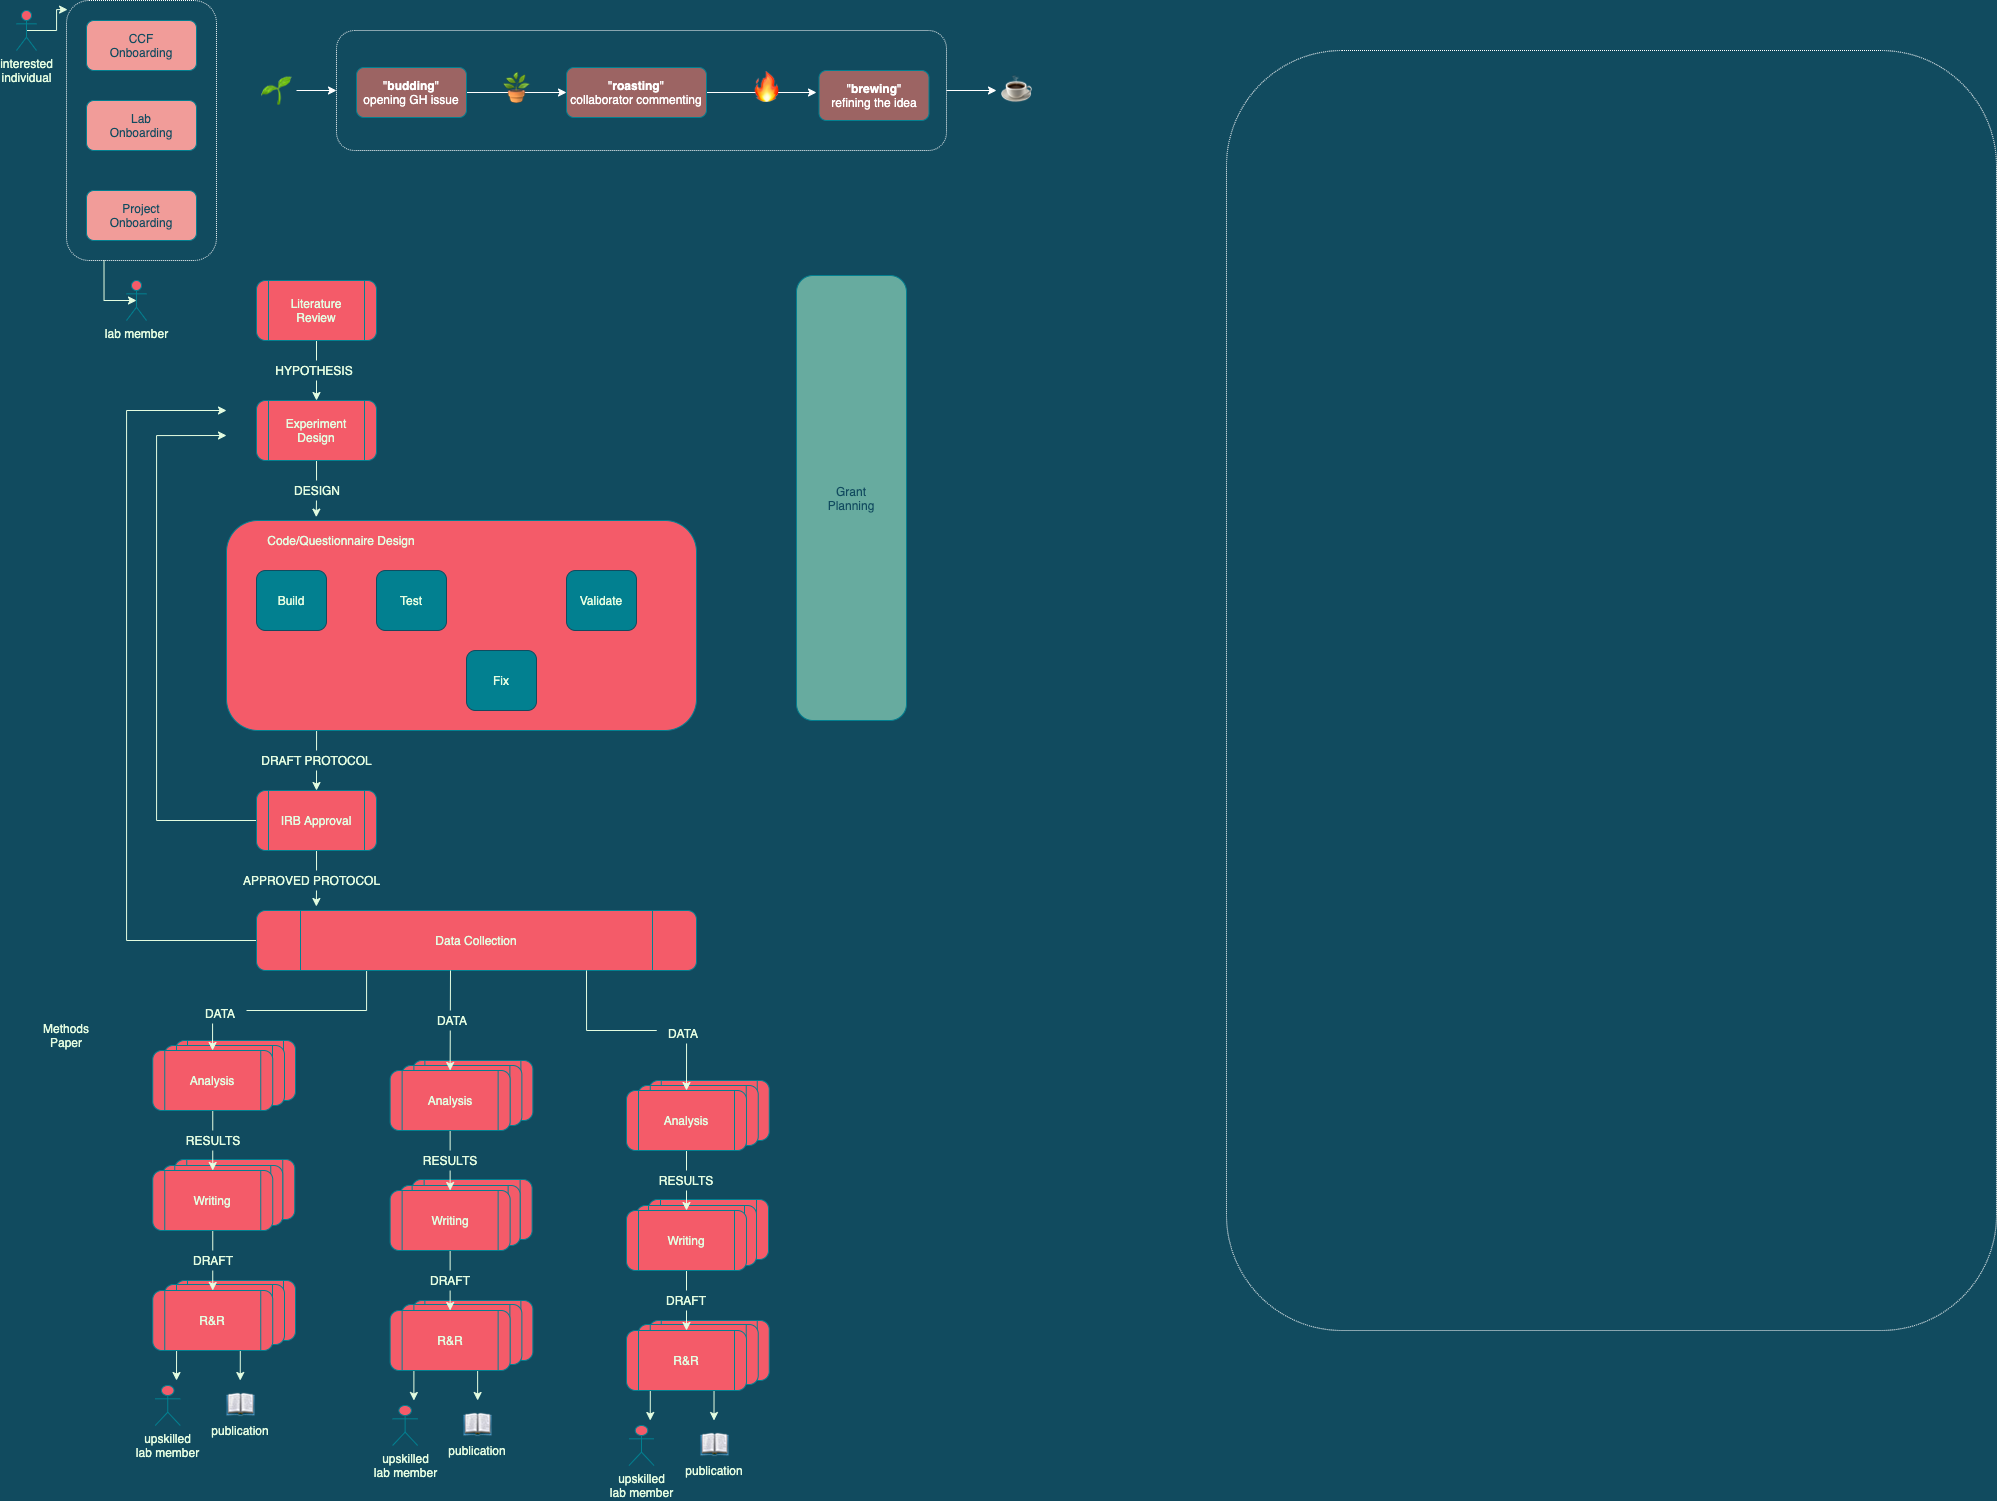 interested
individual
CCF
Onboarding
Lab
Onboarding
Project
Onboarding
lab member
"budding"
opening GH issue
"roasting"
collaborator commenting
"brewing"
refining the idea
Literature
Review
HYPOTHESIS
Experiment
Design
DESIGN
Code/Questionnaire Design
Build
Test
Validate
Fix
Grant
Planning
DRAFT PROTOCOL
IRB Approval
APPROVED PROTOCOL
Data Collection
Methods
Paper
DATA
Analysis
RESULTS
Writing
DRAFT
R&R
upskilled
lab member
publication
DATA
Analysis
RESULTS
Writing
DRAFT
R&R
upskilled
lab member
publication
DATA
Analysis
RESULTS
Writing
DRAFT
R&R
upskilled
lab member
publication